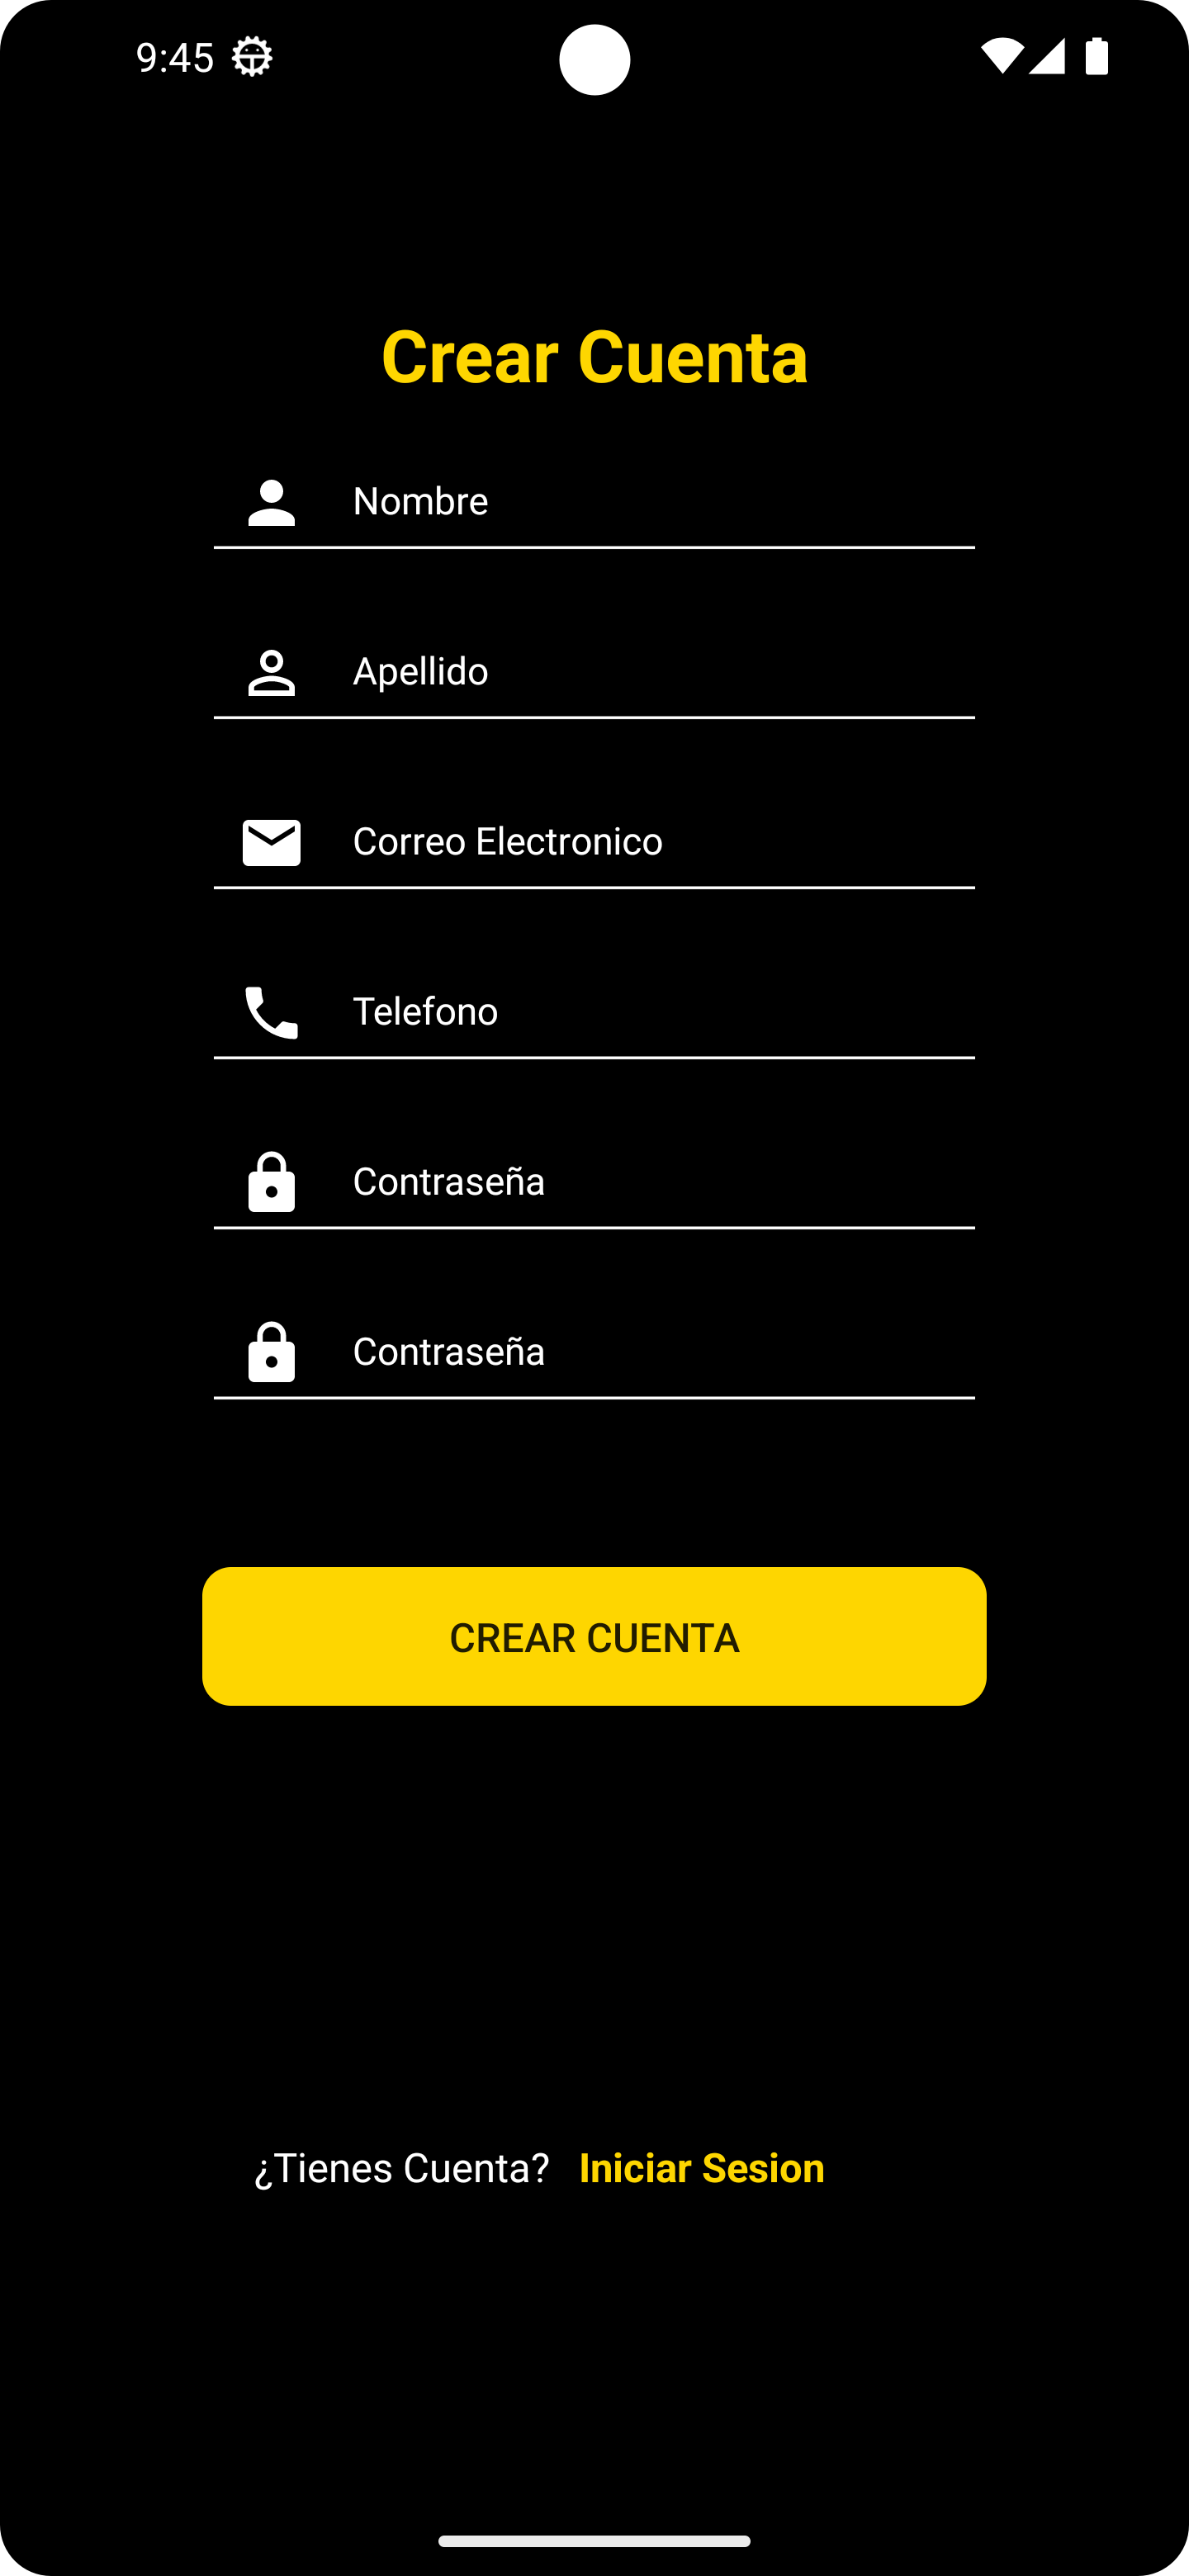 9:45
Crear Cuenta
Nombre
Apellido
Correo Electronico
Telefono
Contraseña
Contraseña
CREAR CUENTA
¿Tienes Cuenta? Iniciar Sesion